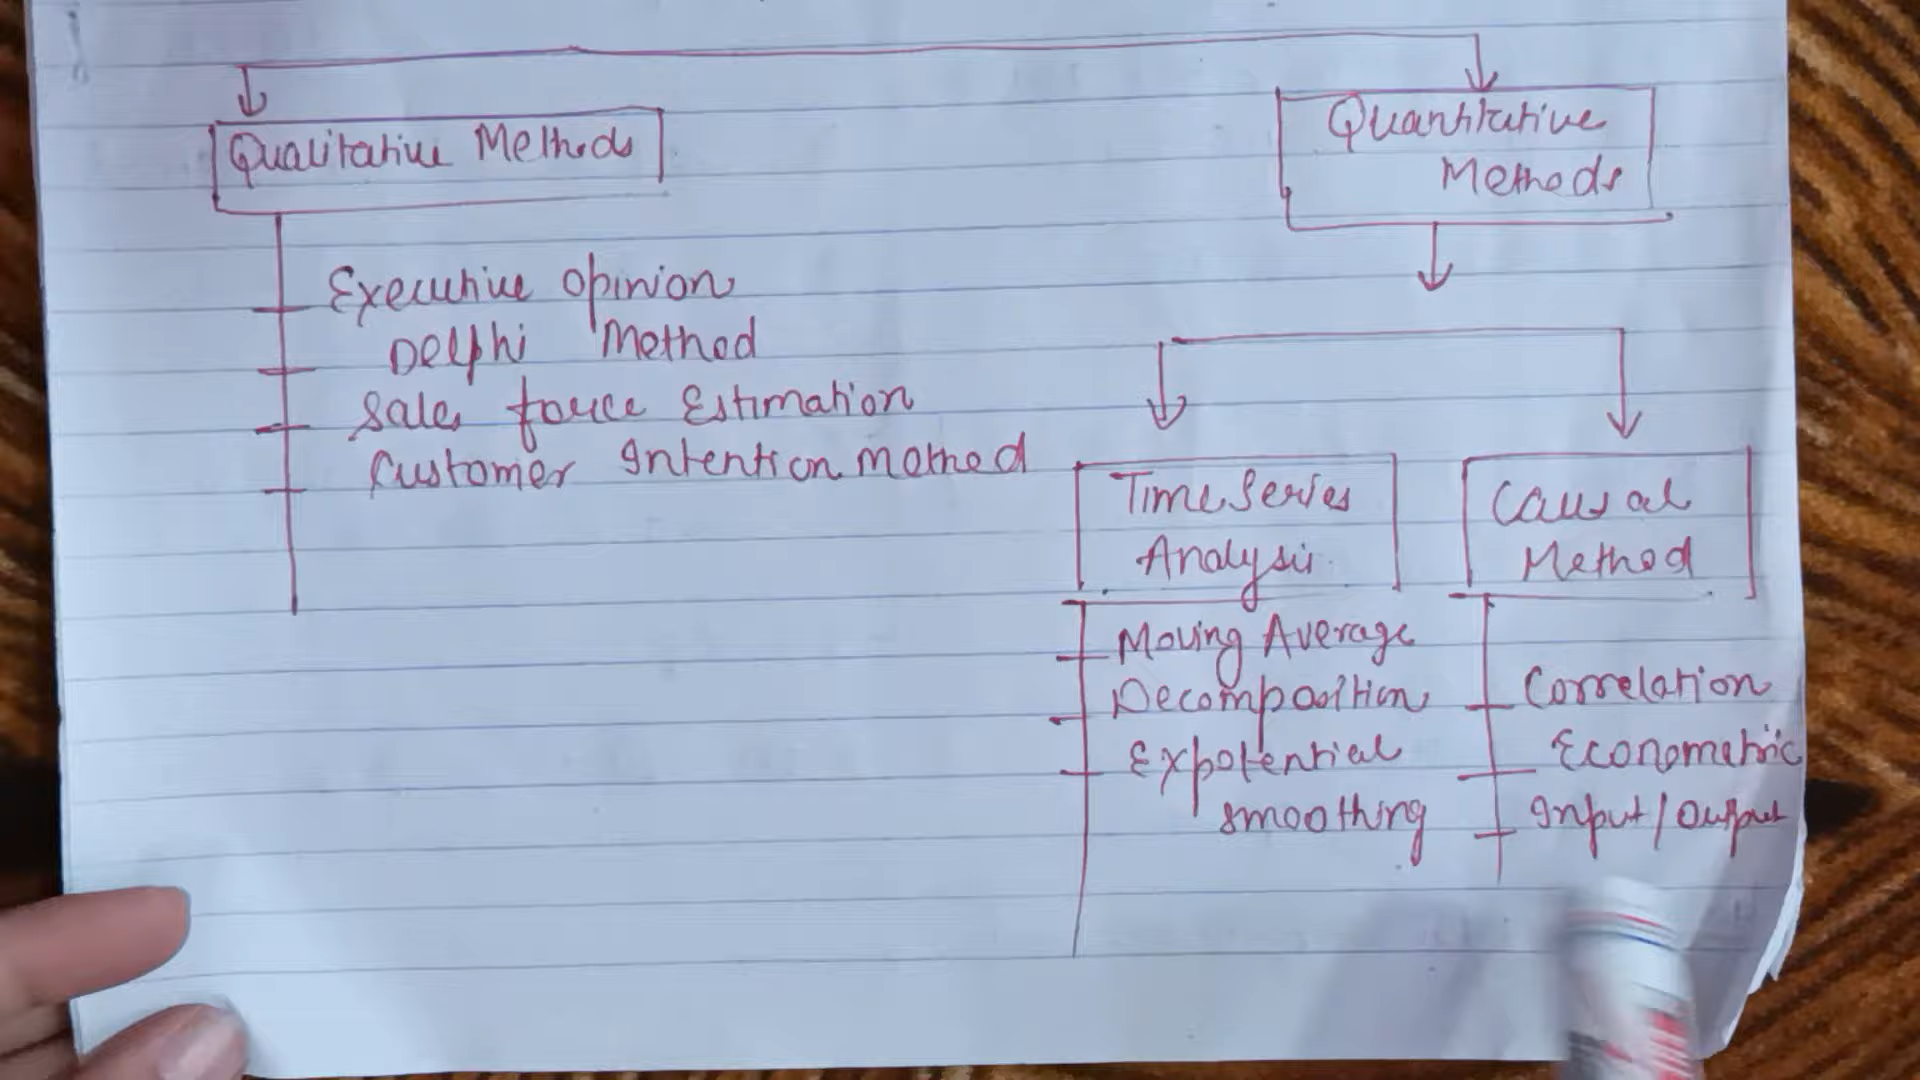 Qualitative Methods
Executive Opinion
Delphi Method
Sales force Estimation
Customer Intention Method
Quantitative
Methods
Time Series
Analysis
Moving Average
Decomposition
Expotential
smoothing
Causal
Method
Correlation
Econometric
Input/Output